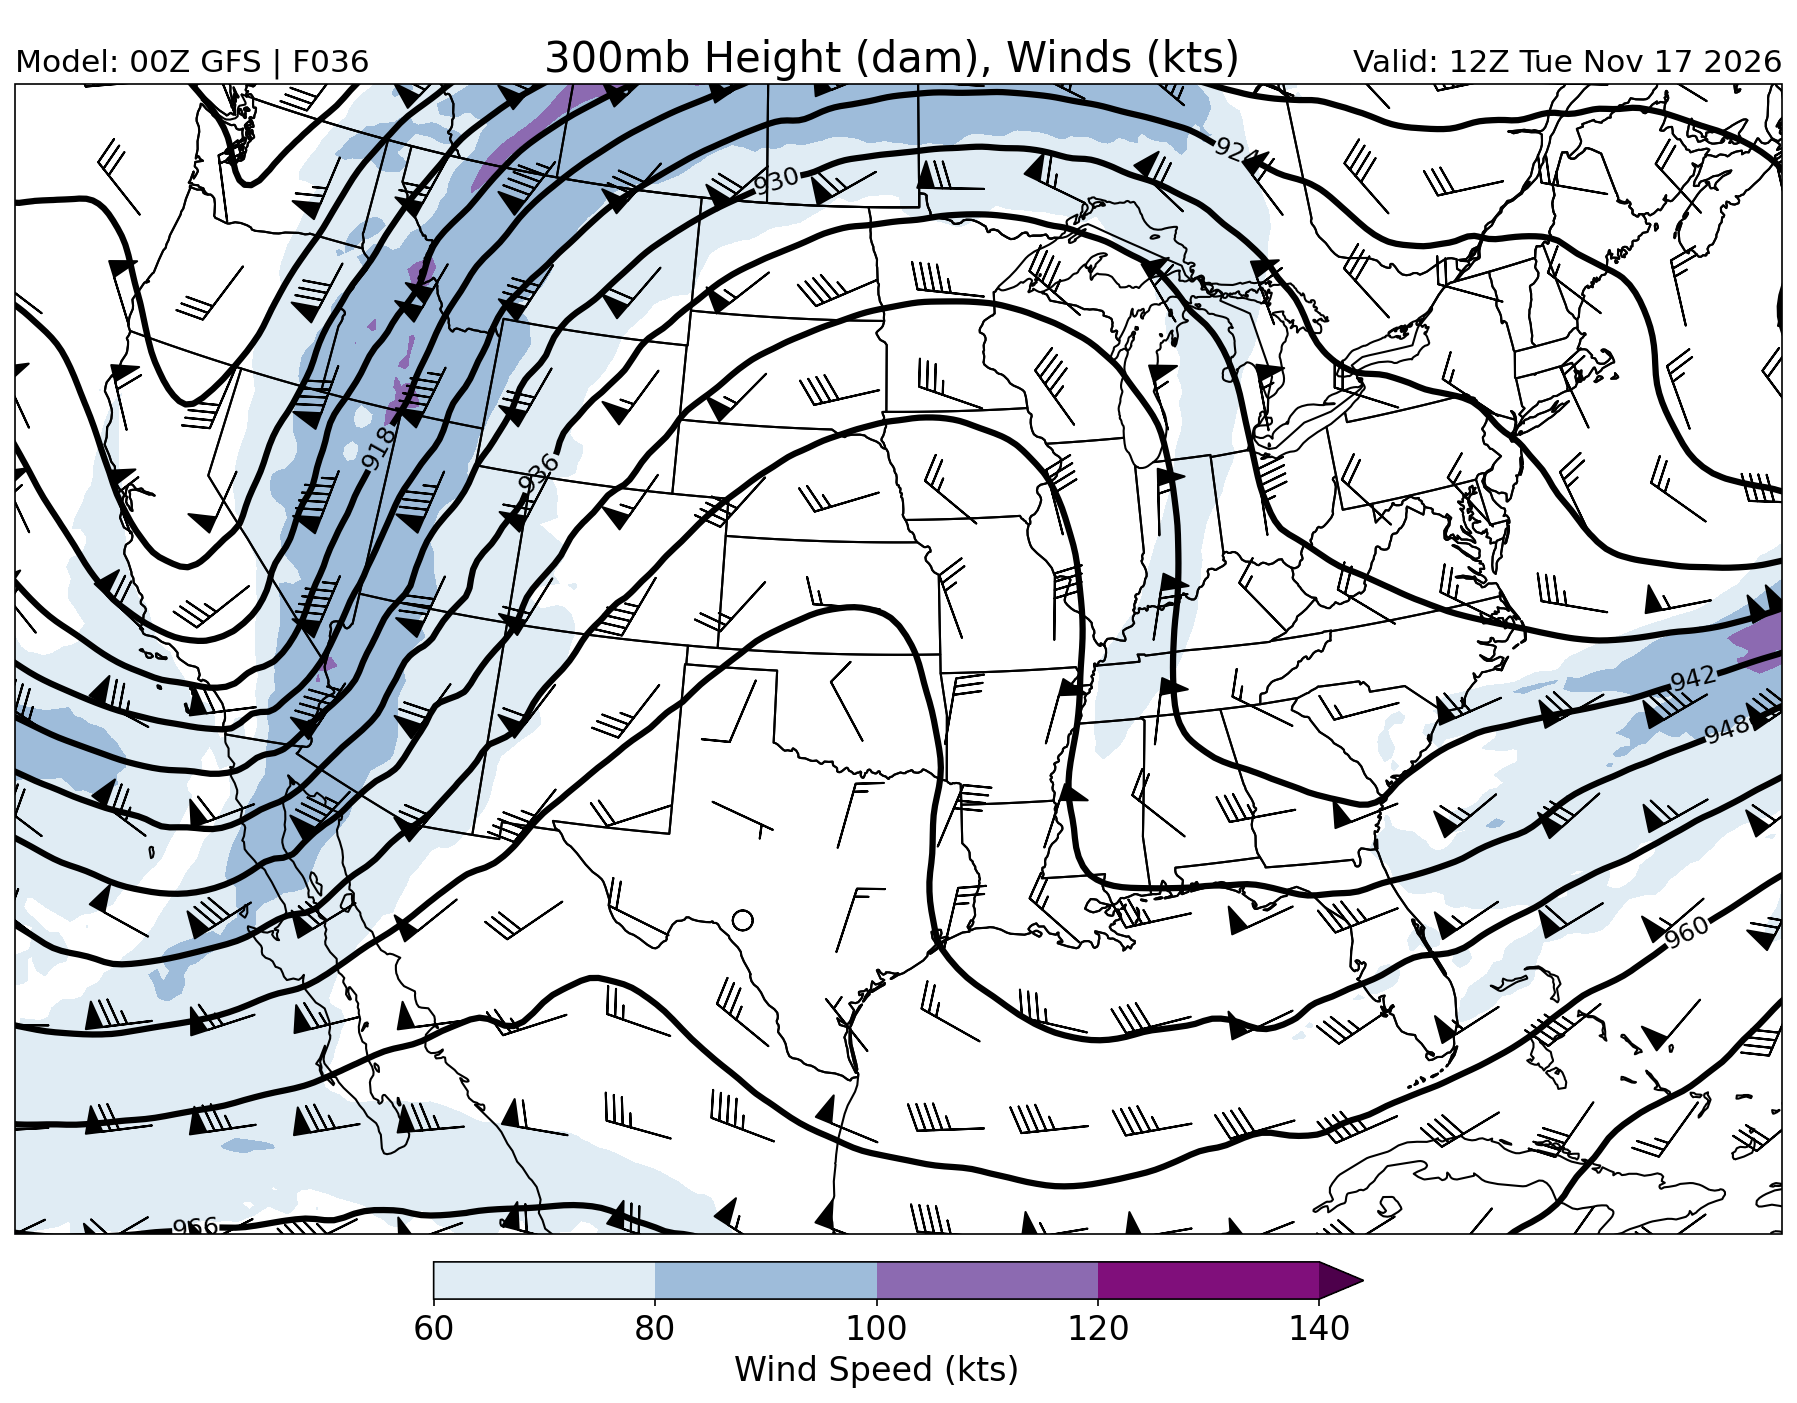 Model: 00Z GFS | F036
300mb Height (dam), Winds (kts)
Valid: 12Z Tue Nov 17 2026
924
930
918
936
942
948
960
966
60 80 100 120 140
Wind Speed (kts)